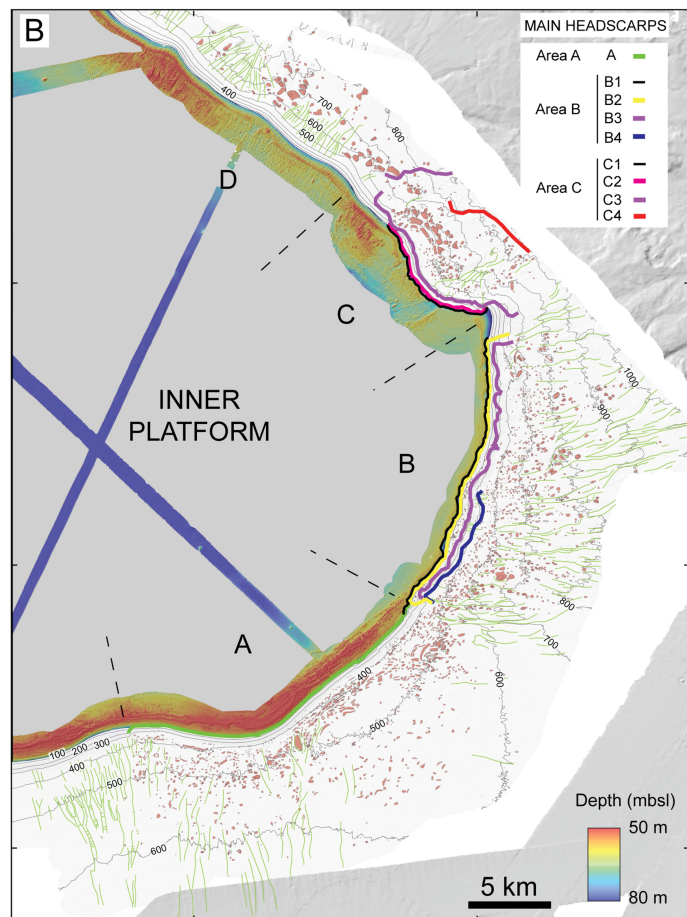 B
MAIN HEADSCARPS
Area A A
Area B
B1
B2
B3
B4
Area C
C1
C2
C3
C4
400
700
600
500
800
D
C
INNER
PLATFORM
B
A
1000
900
800
700
600
400
500
100 200 300
400
500
600
Depth (mbsl)
50 m
80 m
5 km